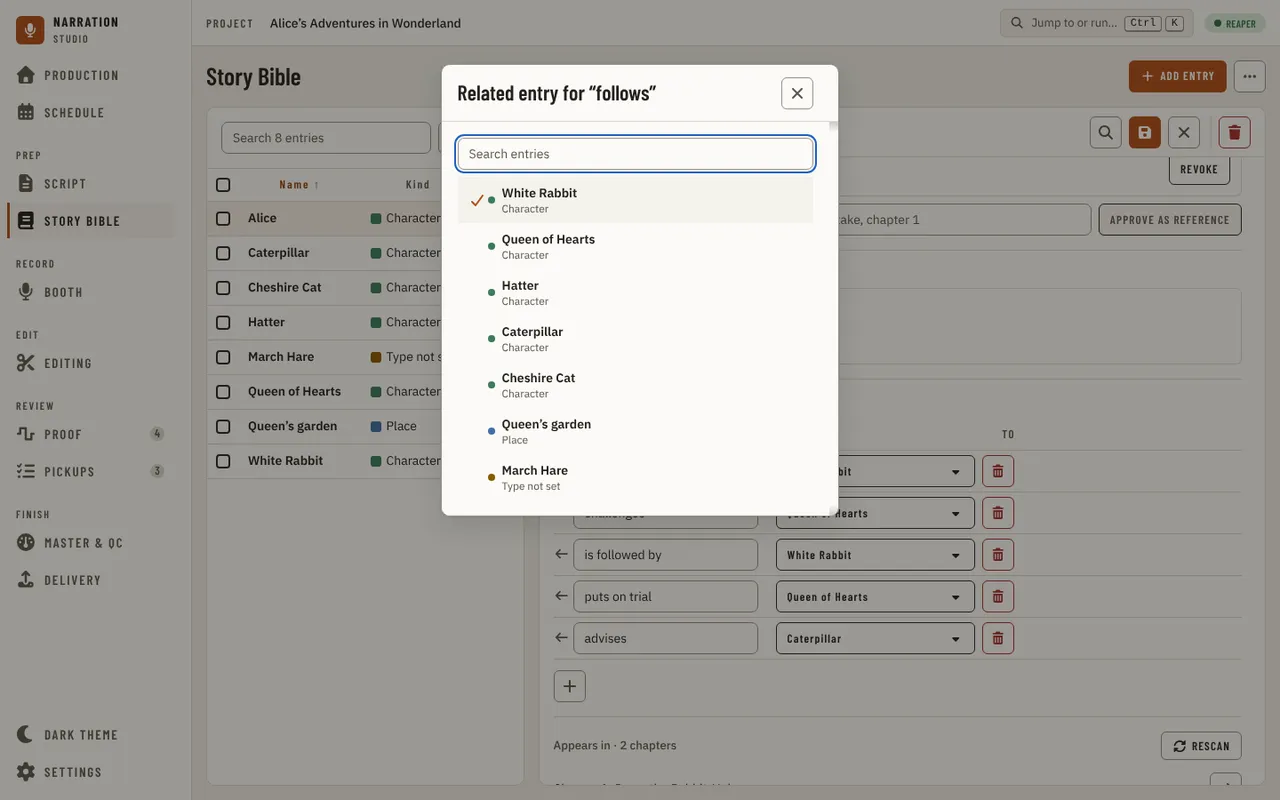 NARRATION
STUDIO
PROJECT Alice’s Adventures in Wonderland
Jump to or run... Ctrl K
REAPER
PRODUCTION
SCHEDULE
PREP
SCRIPT
STORY BIBLE
RECORD
BOOTH
EDIT
EDITING
REVIEW
PROOF 4
PICKUPS 3
FINISH
MASTER & QC
DELIVERY
DARK THEME
SETTINGS
Story Bible
ADD ENTRY
Search 8 entries
Name ↑ Kind
Alice Character
Caterpillar Character
Cheshire Cat Character
Hatter Character
March Hare Type not
Queen of Hearts Character
Queen’s garden Place
White Rabbit Character
Related entry for “follows”
Search entries
White Rabbit
Character
Queen of Hearts
Character
Hatter
Character
Caterpillar
Character
Cheshire Cat
Character
Queen’s garden
Place
March Hare
Type not set
REVOKE
take, chapter 1
APPROVE AS REFERENCE
TO
is followed by White Rabbit
puts on trial Queen of Hearts
advises Caterpillar
Appears in · 2 chapters
RESCAN